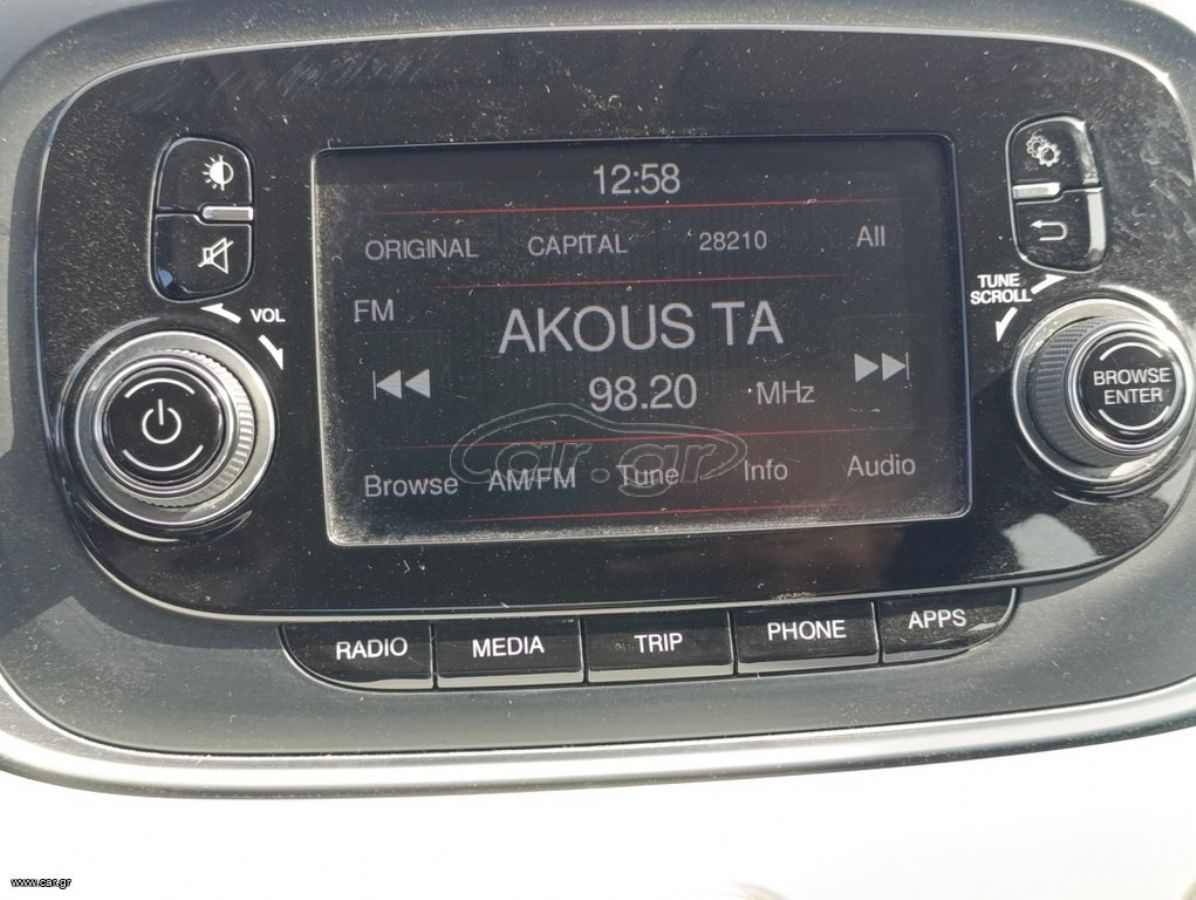 12:58
ORIGINAL CAPITAL 28210 All
FM
AKOUS TA
98.20 MHz
Browse AM/FM Tune Info Audio
VOL
TUNE
SCROLL
BROWSE
ENTER
RADIO MEDIA TRIP PHONE APPS
car.gr
www.car.gr